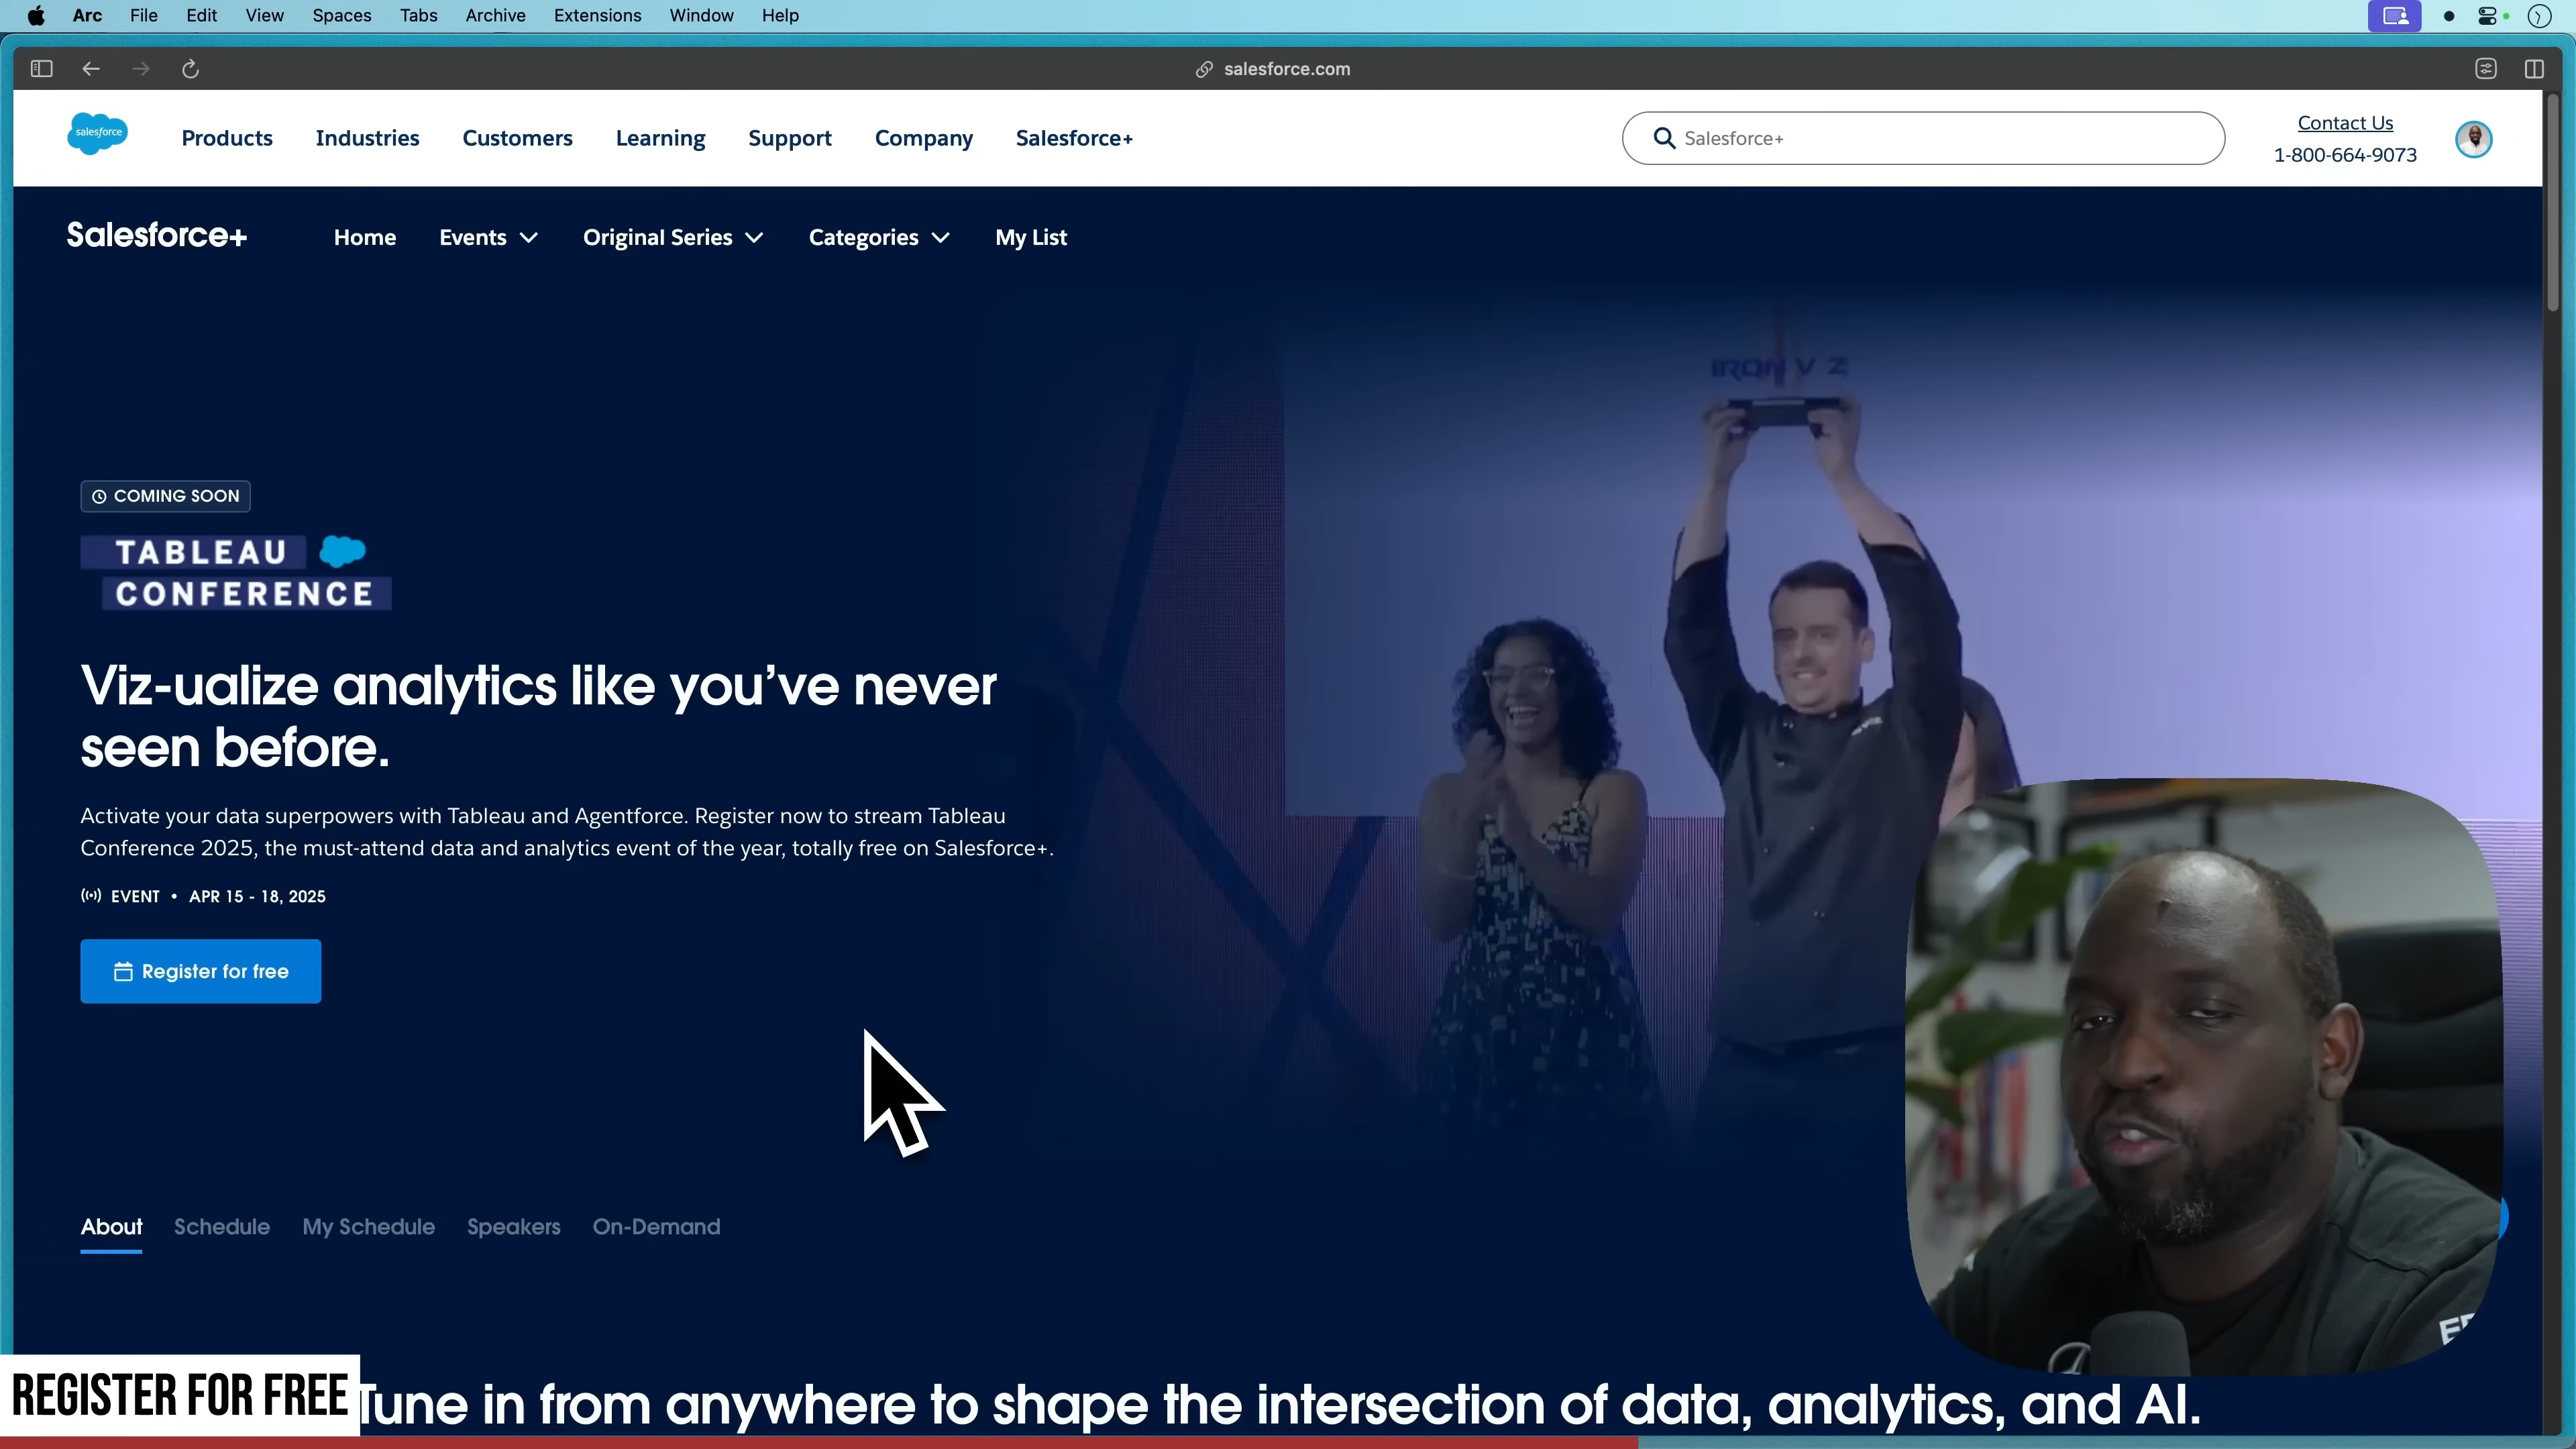 Arc File Edit View Spaces Tabs Archive Extensions Window Help
salesforce.com
salesforce
Products Industries Customers Learning Support Company Salesforce+
Salesforce+
Contact Us
1-800-664-9073
Salesforce+
Home Events Original Series Categories My List
IRON V Z
COMING SOON
TABLEAU
CONFERENCE
Viz-ualize analytics like you’ve never
seen before.
Activate your data superpowers with Tableau and Agentforce. Register now to stream Tableau
Conference 2025, the must-attend data and analytics event of the year, totally free on Salesforce+.
EVENT • APR 15 - 18, 2025
Register for free
About Schedule My Schedule Speakers On-Demand
REGISTER FOR FREE
Tune in from anywhere to shape the intersection of data, analytics, and AI.